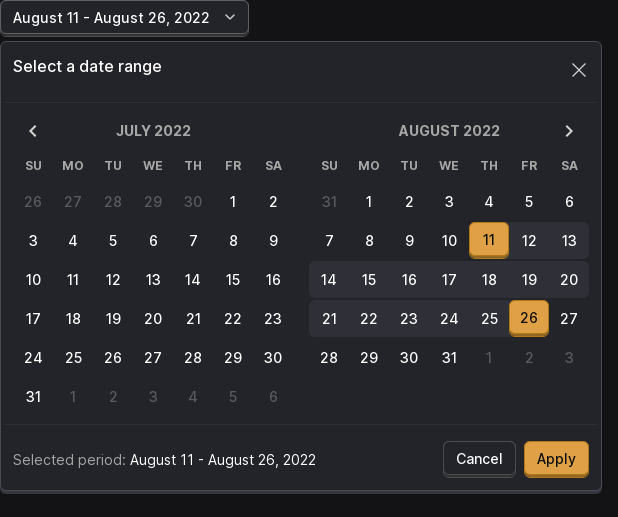 August 11 - August 26, 2022
Select a date range
JULY 2022
SU MO TU WE TH FR SA
26 27 28 29 30 1 2
3 4 5 6 7 8 9
10 11 12 13 14 15 16
17 18 19 20 21 22 23
24 25 26 27 28 29 30
31 1 2 3 4 5 6
AUGUST 2022
SU MO TU WE TH FR SA
31 1 2 3 4 5 6
7 8 9 10 11 12 13
14 15 16 17 18 19 20
21 22 23 24 25 26 27
28 29 30 31 1 2 3
Selected period: August 11 - August 26, 2022
Cancel
Apply